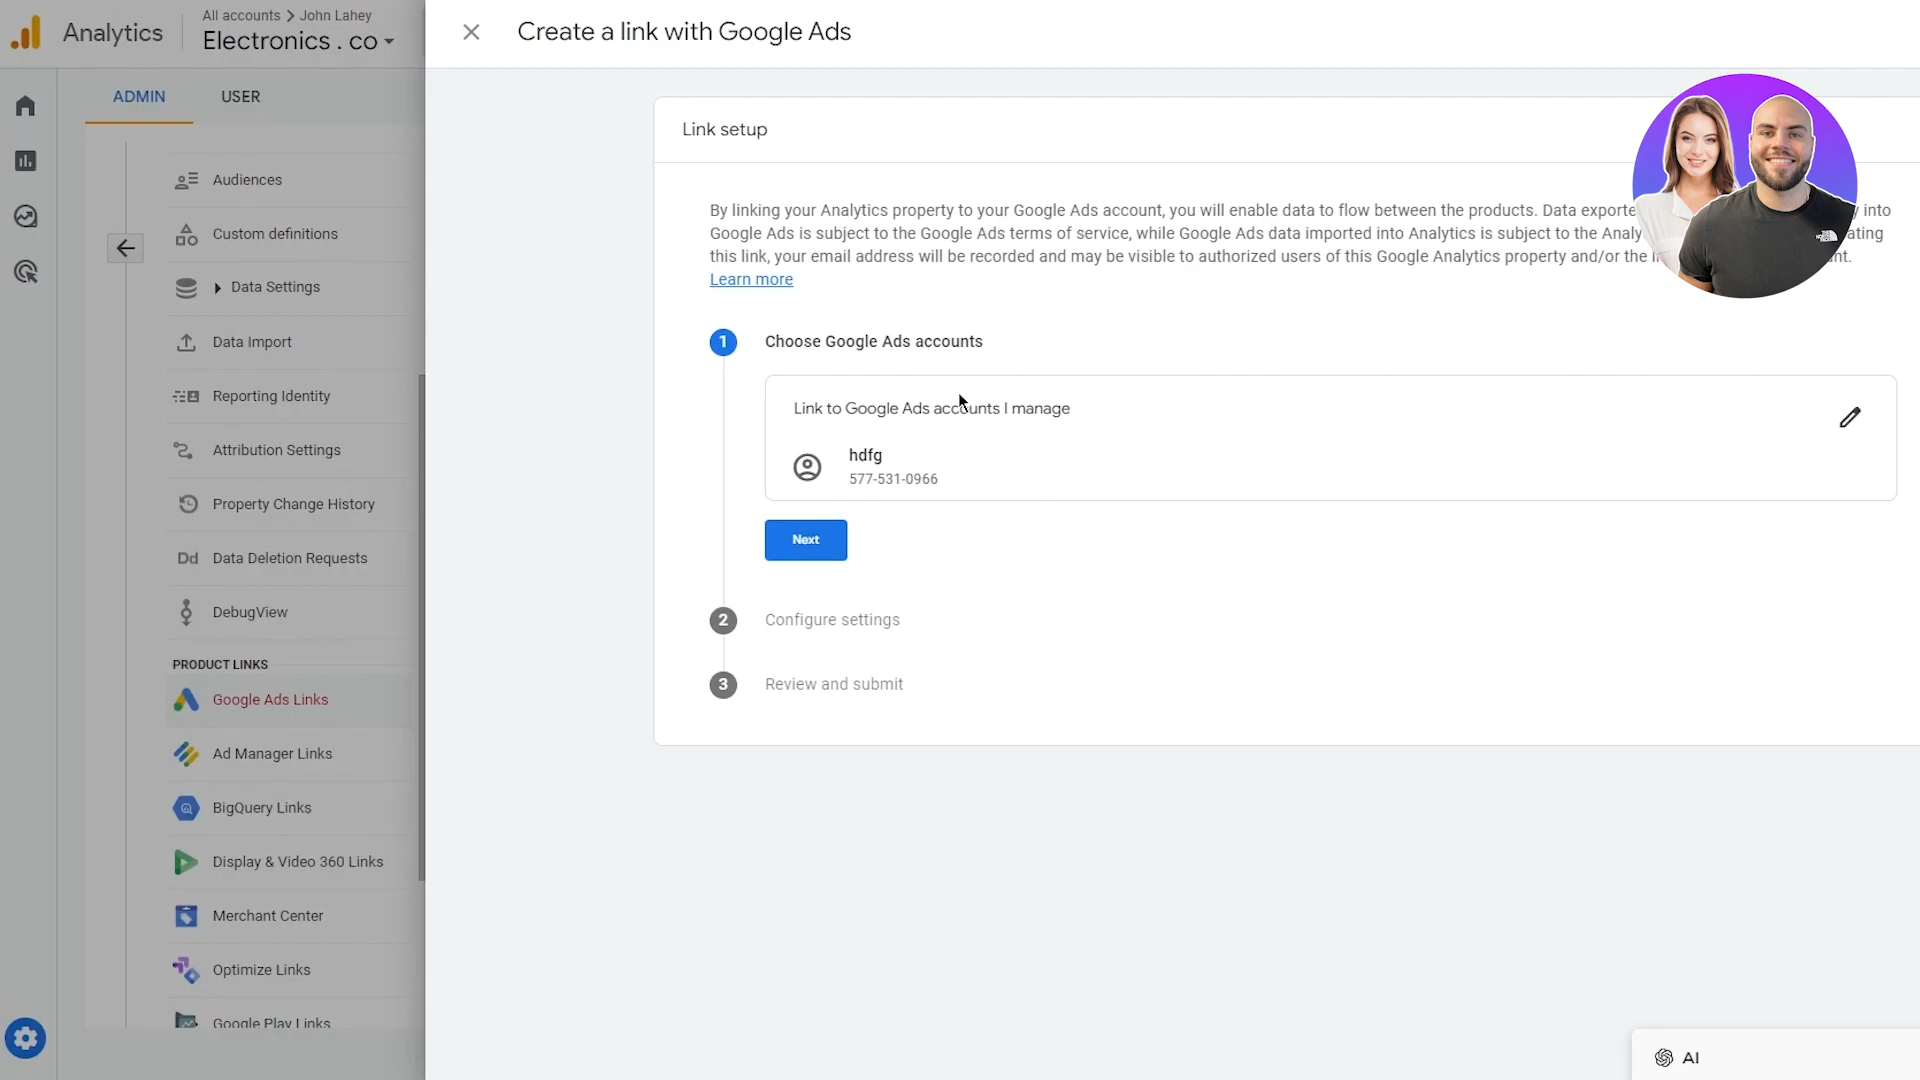 Analytics
All accounts > John Lahey
Electronics . co
ADMIN
USER
Audiences
Custom definitions
Data Settings
Data Import
Reporting Identity
Attribution Settings
Property Change History
Dd Data Deletion Requests
DebugView
PRODUCT LINKS
Google Ads Links
Ad Manager Links
BigQuery Links
Display & Video 360 Links
Merchant Center
Optimize Links
Google Play Links
Create a link with Google Ads
Link setup
By linking your Analytics property to your Google Ads account, you will enable data to flow between the products. Data into
Google Ads is subject to the Google Ads terms of service, while Google Ads data imported into Analytics is subject to the
this link, your email address will be recorded and may be visible to authorized users of this Google Analytics property and/or the
Learn more
1 Choose Google Ads accounts
Link to Google Ads accounts I manage
hdfg
577-531-0966
Next
2 Configure settings
3 Review and submit
AI